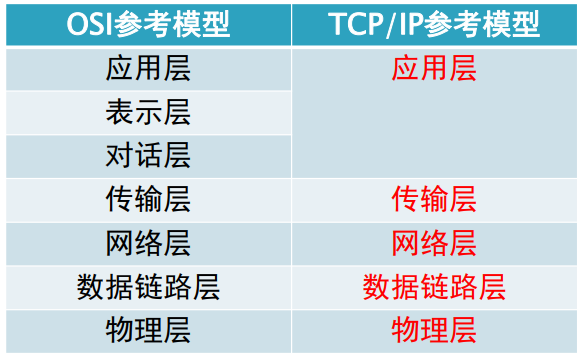 OSI参考模型 TCP/IP参考模型
应用层 应用层
表示层
对话层
传输层 传输层
网络层 网络层
数据链路层 数据链路层
物理层 物理层